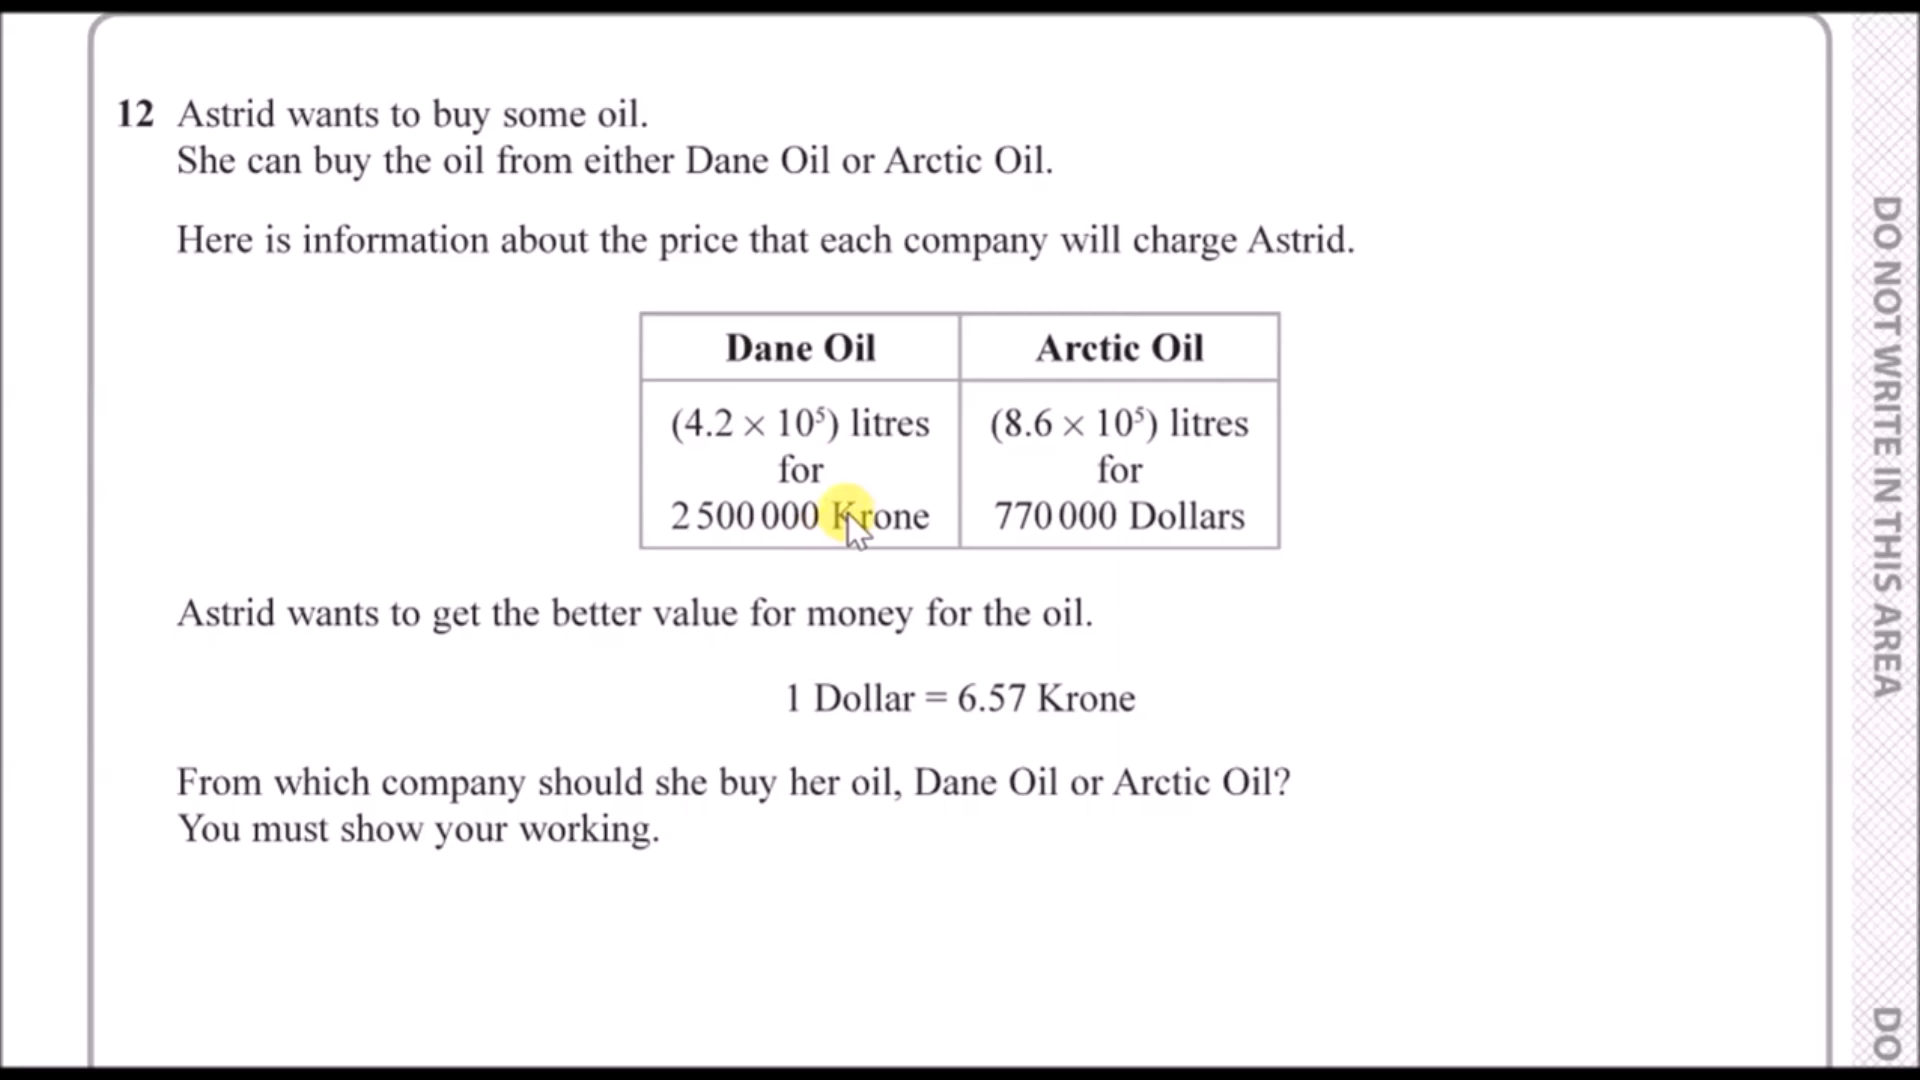 12 Astrid wants to buy some oil.
She can buy the oil from either Dane Oil or Arctic Oil.
Here is information about the price that each company will charge Astrid.
Dane Oil
(4.2 × 10⁵) litres
for
2 500 000 Krone
Arctic Oil
(8.6 × 10⁵) litres
for
770 000 Dollars
Astrid wants to get the better value for money for the oil.
1 Dollar = 6.57 Krone
From which company should she buy her oil, Dane Oil or Arctic Oil?
You must show your working.
DO NOT WRITE IN THIS AREA
DO